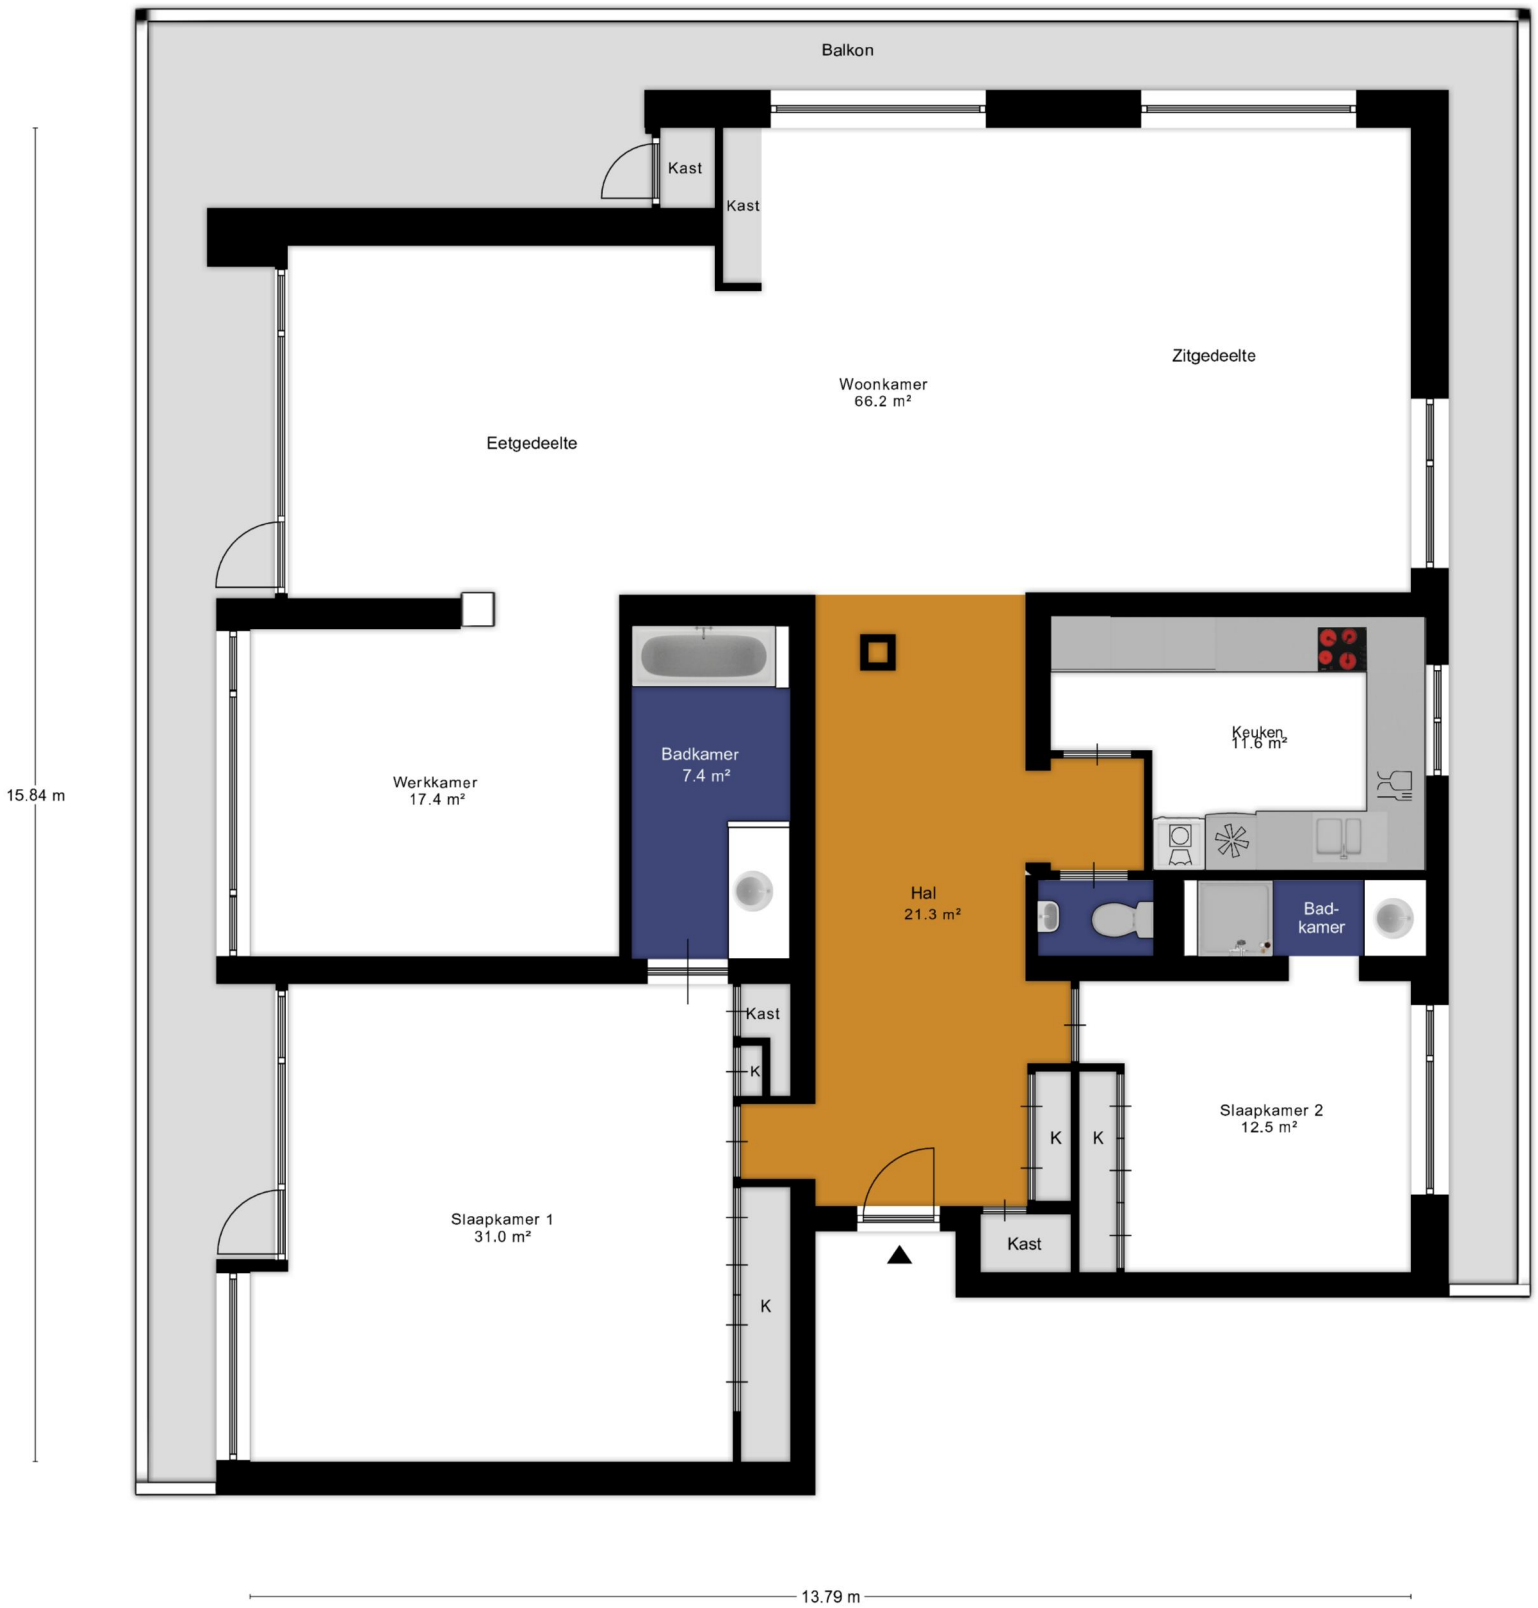 Balkon
Kast
Kast
Zitgedeelte
Woonkamer
66.2 m²
Eetgedeelte
Keuken
11.6 m²
Badkamer
7.4 m²
Werkkamer
17.4 m²
15.84 m
Hal
21.3 m²
Bad-
kamer
Kast
K
Slaapkamer 2
12.5 m²
K
K
Slaapkamer 1
31.0 m²
Kast
K
13.79 m